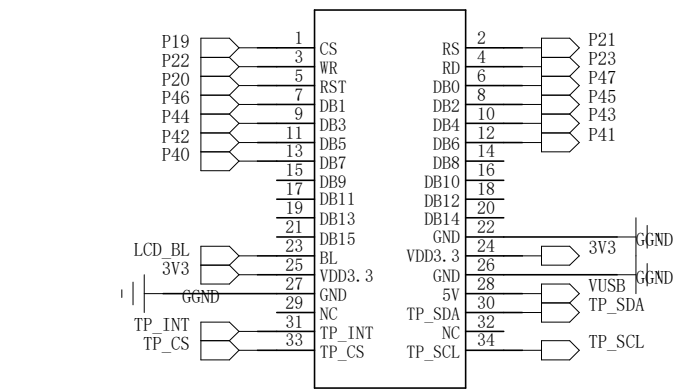 P19 1 CS RS 2 P21
P22 3 WR RD 4 P23
P20 5 RST DB0 6 P47
P46 7 DB1 DB2 8 P45
P44 9 DB3 DB4 10 P43
P42 11 DB5 DB6 12 P41
P40 13 DB7 DB8 14
15 DB9 DB10 16
17 DB11 DB12 18
19 DB13 DB14 20
21 DB15 GND 22 GGND
LCD_BL 23 BL VDD3.3 24 3V3
3V3 25 VDD3.3 GND 26 GGND
GGND 27 GND 5V 28 VUSB
29 NC TP_SDA 30 TP_SDA
TP_INT 31 TP_INT NC 32
TP_CS 33 TP_CS TP_SCL 34 TP_SCL